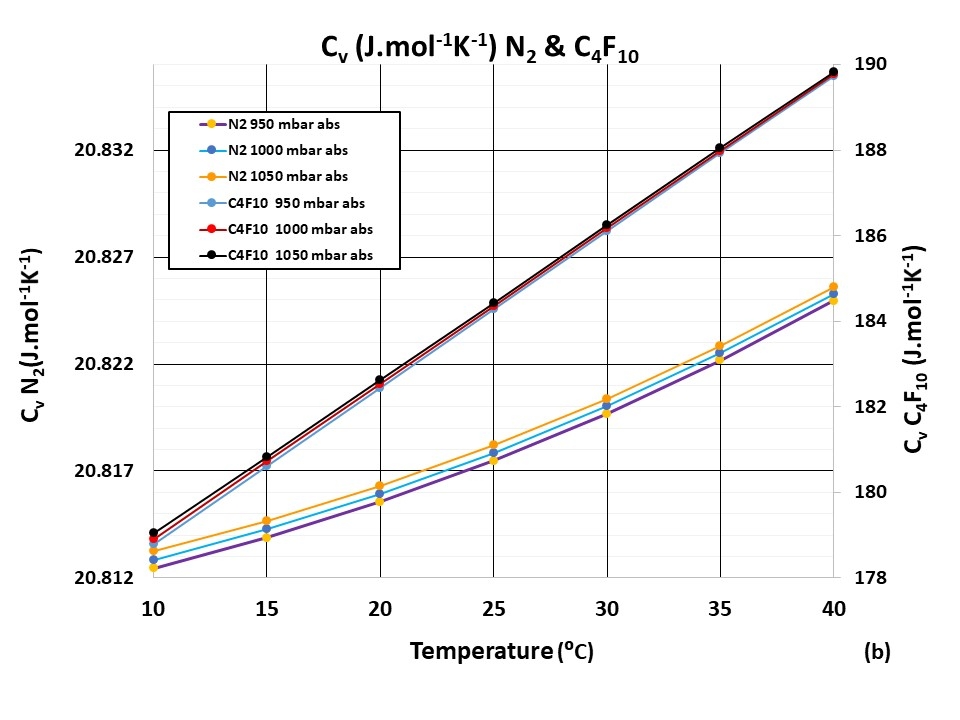 Cᵥ (J.mol⁻¹K⁻¹) N₂ & C₄F₁₀
N2 950 mbar abs
N2 1000 mbar abs
N2 1050 mbar abs
C4F10  950 mbar abs
C4F10  1000 mbar abs
C4F10  1050 mbar abs
Cᵥ N₂(J.mol⁻¹K⁻¹)
20.832
20.827
20.822
20.817
20.812
190
188
186
184
182
180
178
Cᵥ C₄F₁₀ (J.mol⁻¹K⁻¹)
10 15 20 25 30 35 40
Temperature (⁰C)
(b)